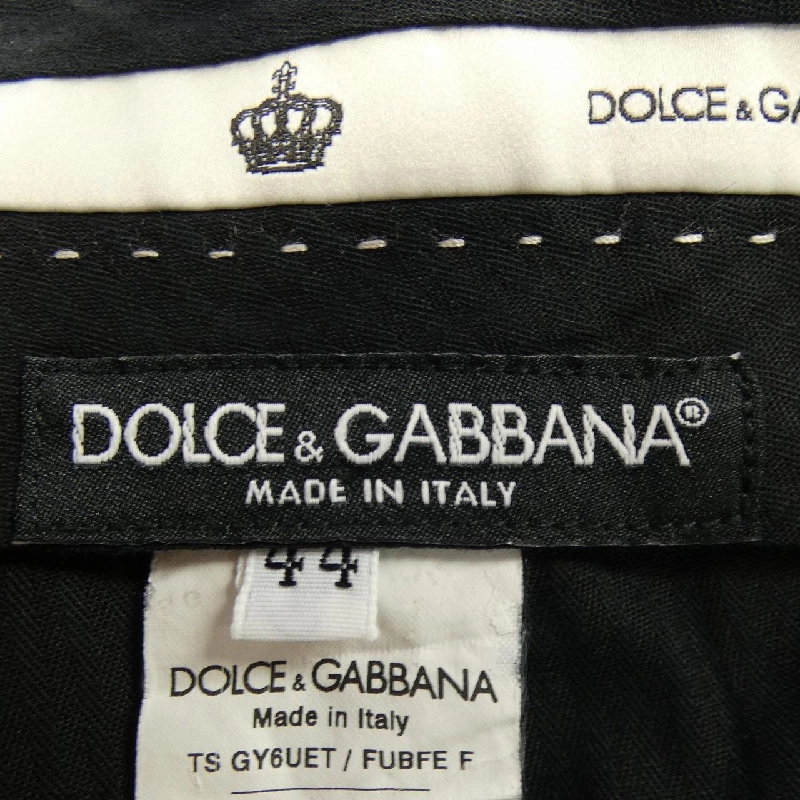 DOLCE & GA
DOLCE & GABBANA®
MADE IN ITALY
44
DOLCE & GABBANA
Made in Italy
TS GY6UET / FUBFE F